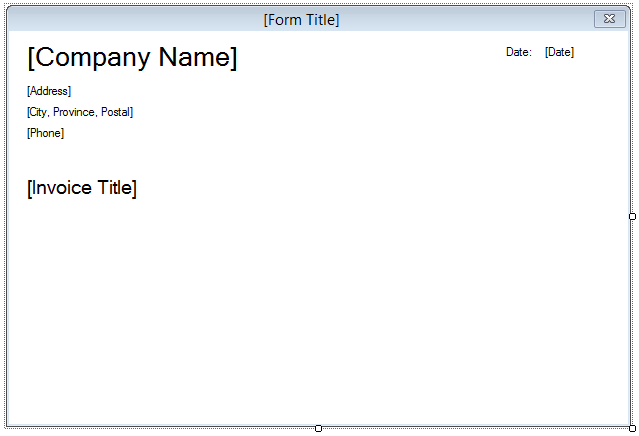 [Form Title]
[Company Name]
Date: [Date]
[Address]
[City, Province, Postal]
[Phone]
[Invoice Title]